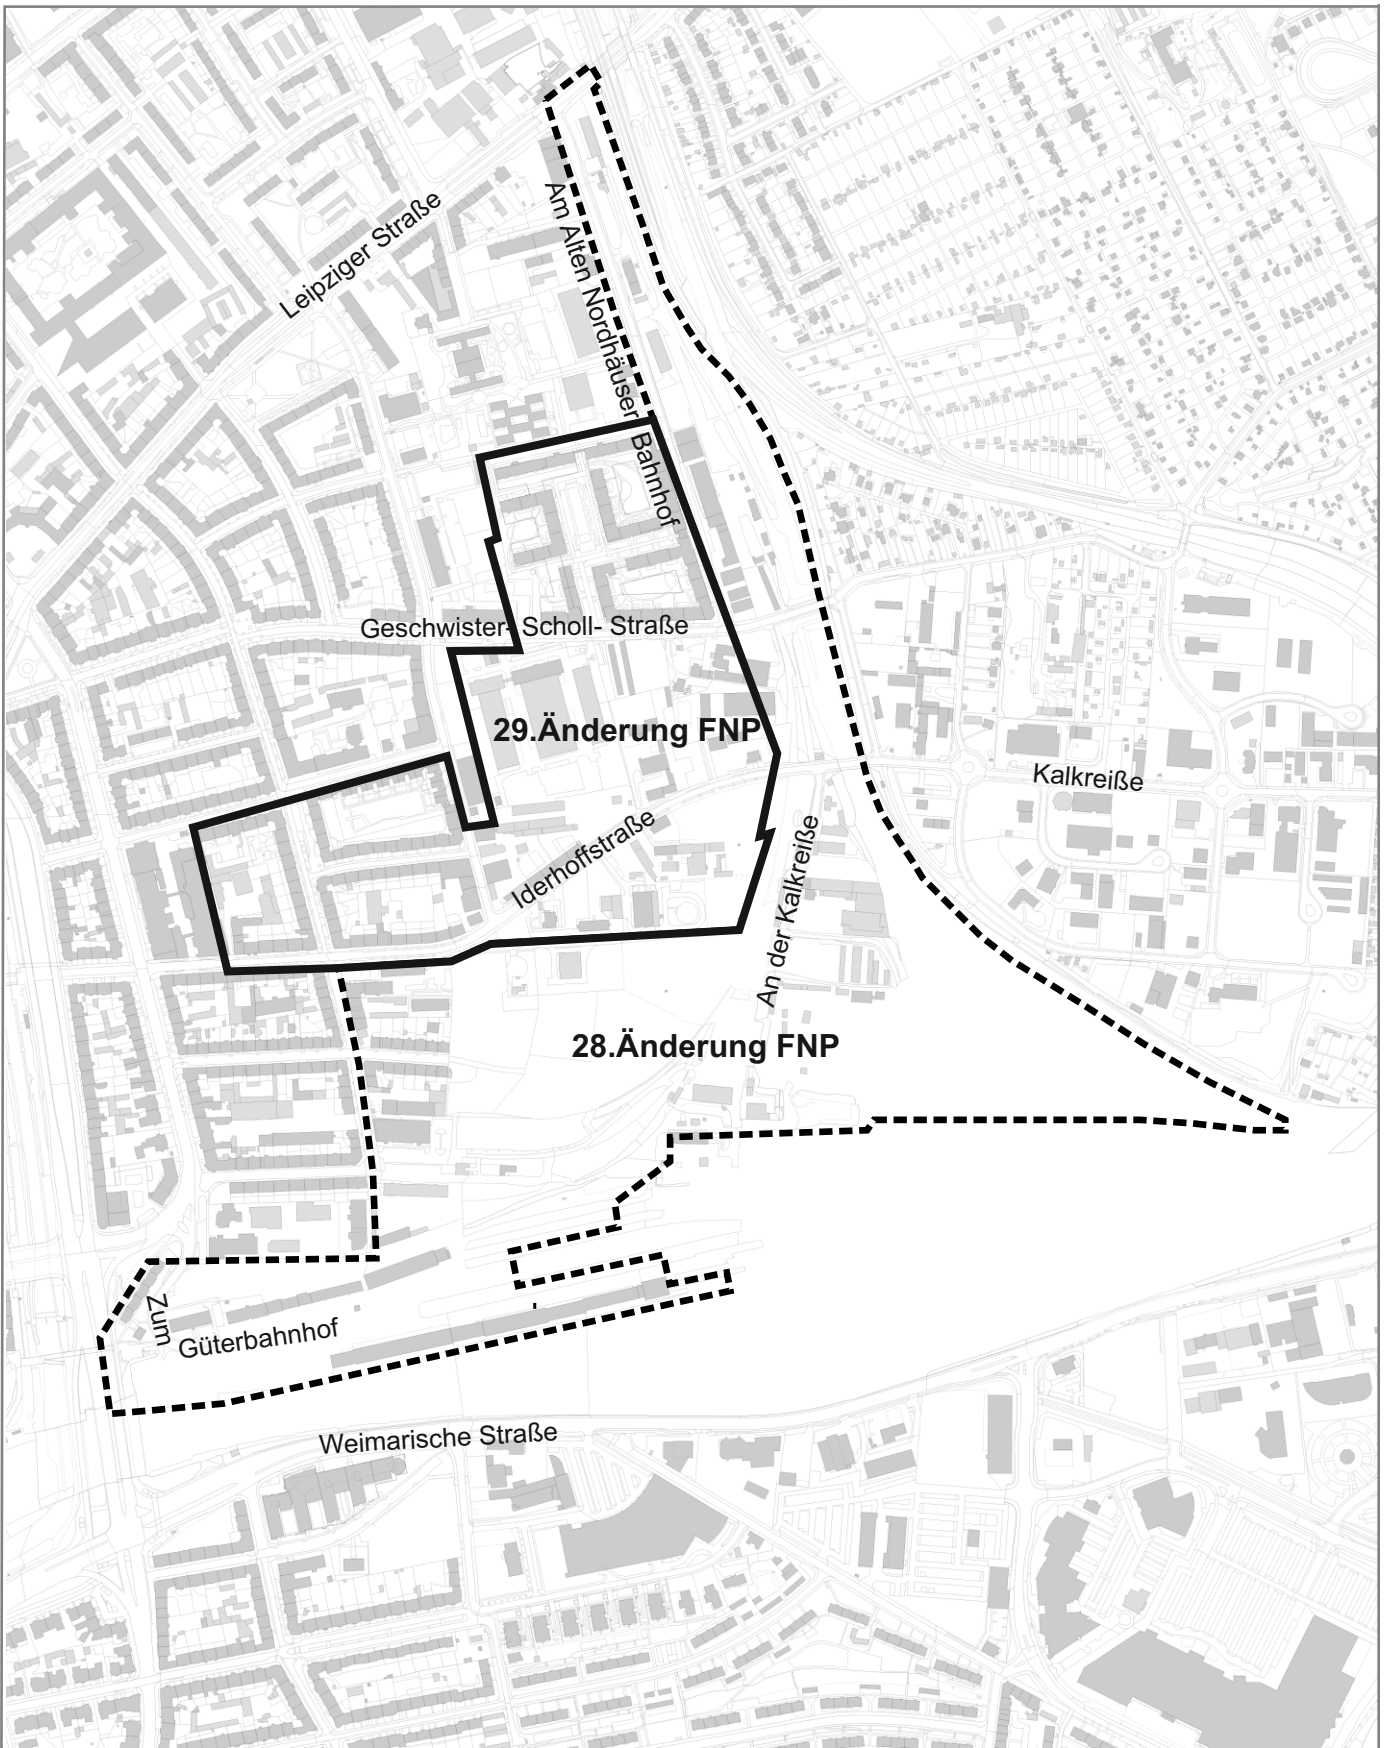 Leipziger Straße
Am Alten Nordhäuser Bahnhof
Geschwister- Scholl- Straße
29.Änderung FNP
Kalkreiße
Iderhoffstraße
An der Kalkreiße
28.Änderung FNP
Zum
Güterbahnhof
Weimarische Straße